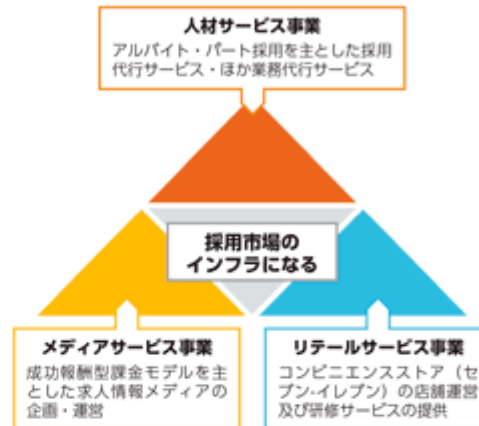 人材サービス事業
アルバイト・パート採用を主とした採用
代行サービス・ほか業務代行サービス
採用市場の
インフラになる
メディアサービス事業
成功報酬型課金モデルを主
とした求人情報メディアの
企画・運営
リテールサービス事業
コンビニエンスストア（セ
ブン-イレブン）の店舗運営
及び研修サービスの提供